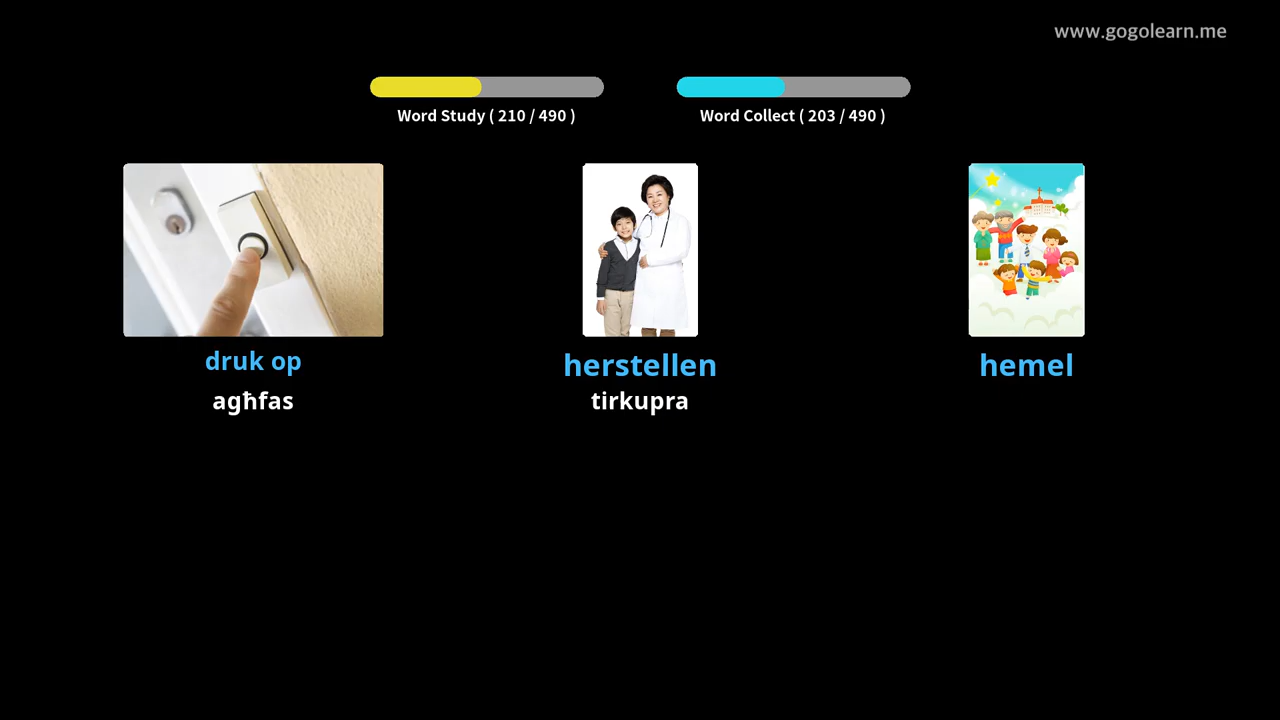 www.gogolearn.me
Word Study ( 210 / 490 )
Word Collect ( 203 / 490 )
druk op
agħfas
herstellen
tirkupra
hemel